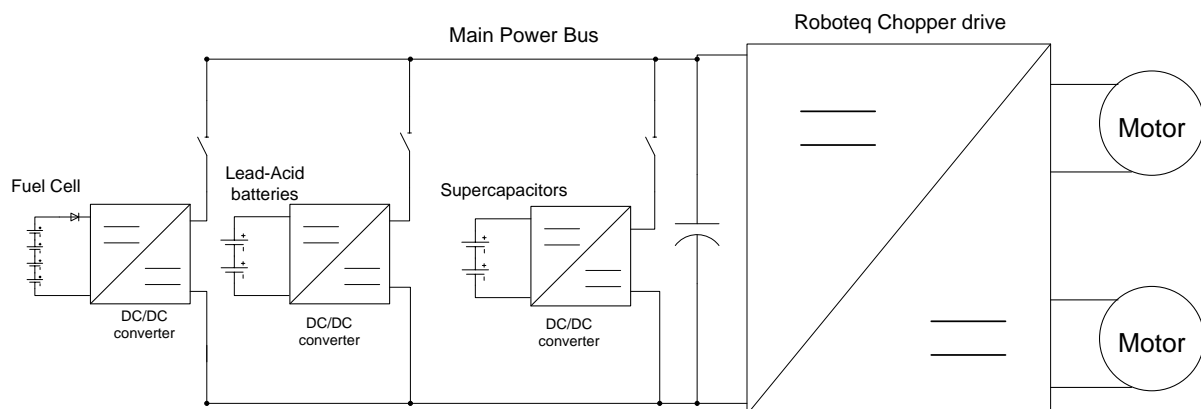 Roboteq Chopper drive
Main Power Bus
Motor
Lead-Acid
batteries
Fuel Cell
Supercapacitors
DC/DC
converter
DC/DC
converter
DC/DC
converter
Motor